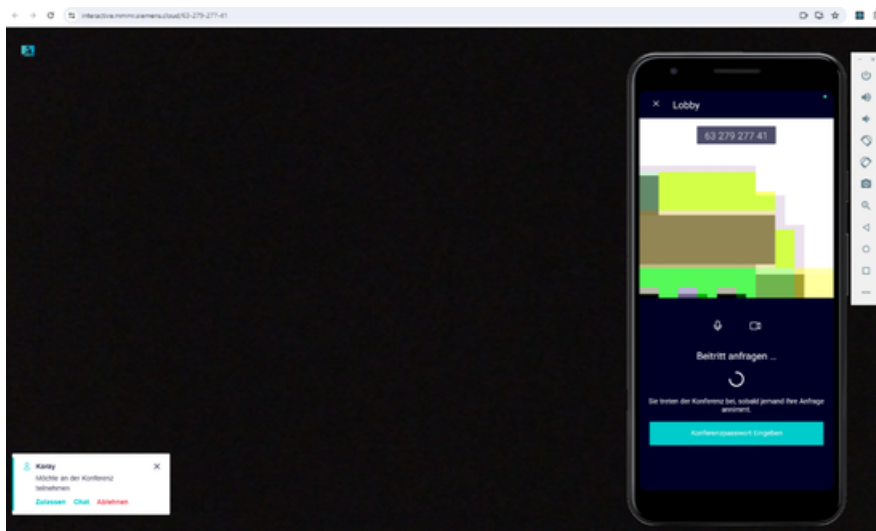 interactive.mmmi.siemens.cloud/63-279-277-41
Lobby
63 279 277 41
Beitritt anfragen ...
Sie treten der Konferenz bei, sobald jemand Ihre Anfrage
annimmt.
Konferenzpasswort Eingeben
Koray
Möchte an der Konferenz
teilnehmen
Zulassen Chat Ablehnen